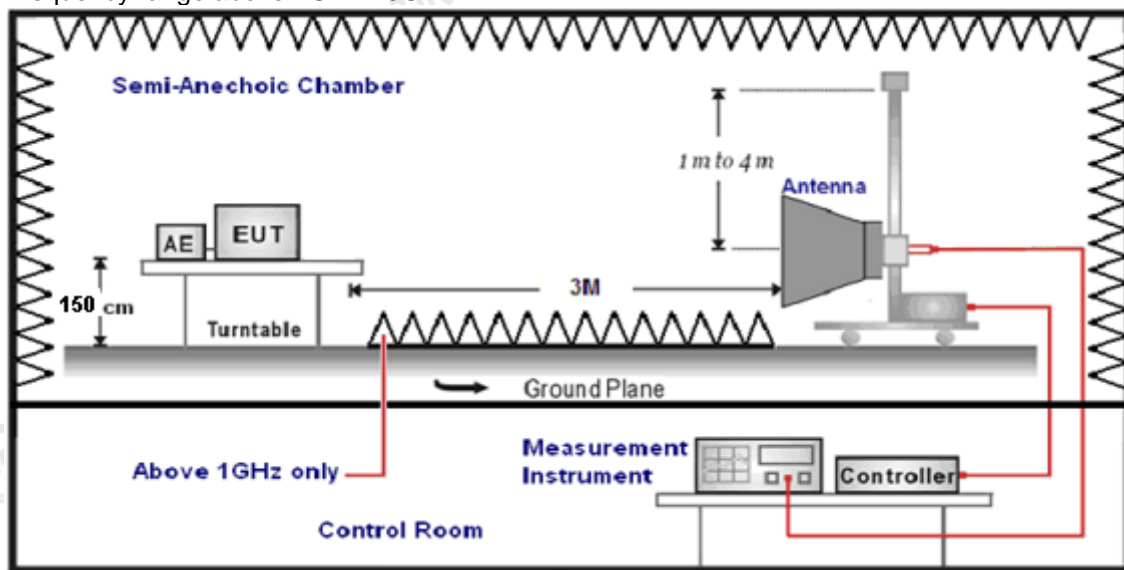 Semi-Anechoic Chamber
1 m to 4 m
Antenna
AE
EUT
150 cm
3M
Turntable
Ground Plane
Above 1GHz only
Measurement
Instrument
Controller
Control Room